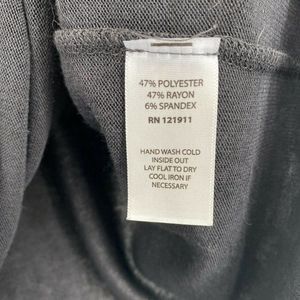 47% POLYESTER
47% RAYON
6% SPANDEX
RN 121911
HAND WASH COLD
INSIDE OUT
LAY FLAT TO DRY
COOL IRON IF
NECESSARY